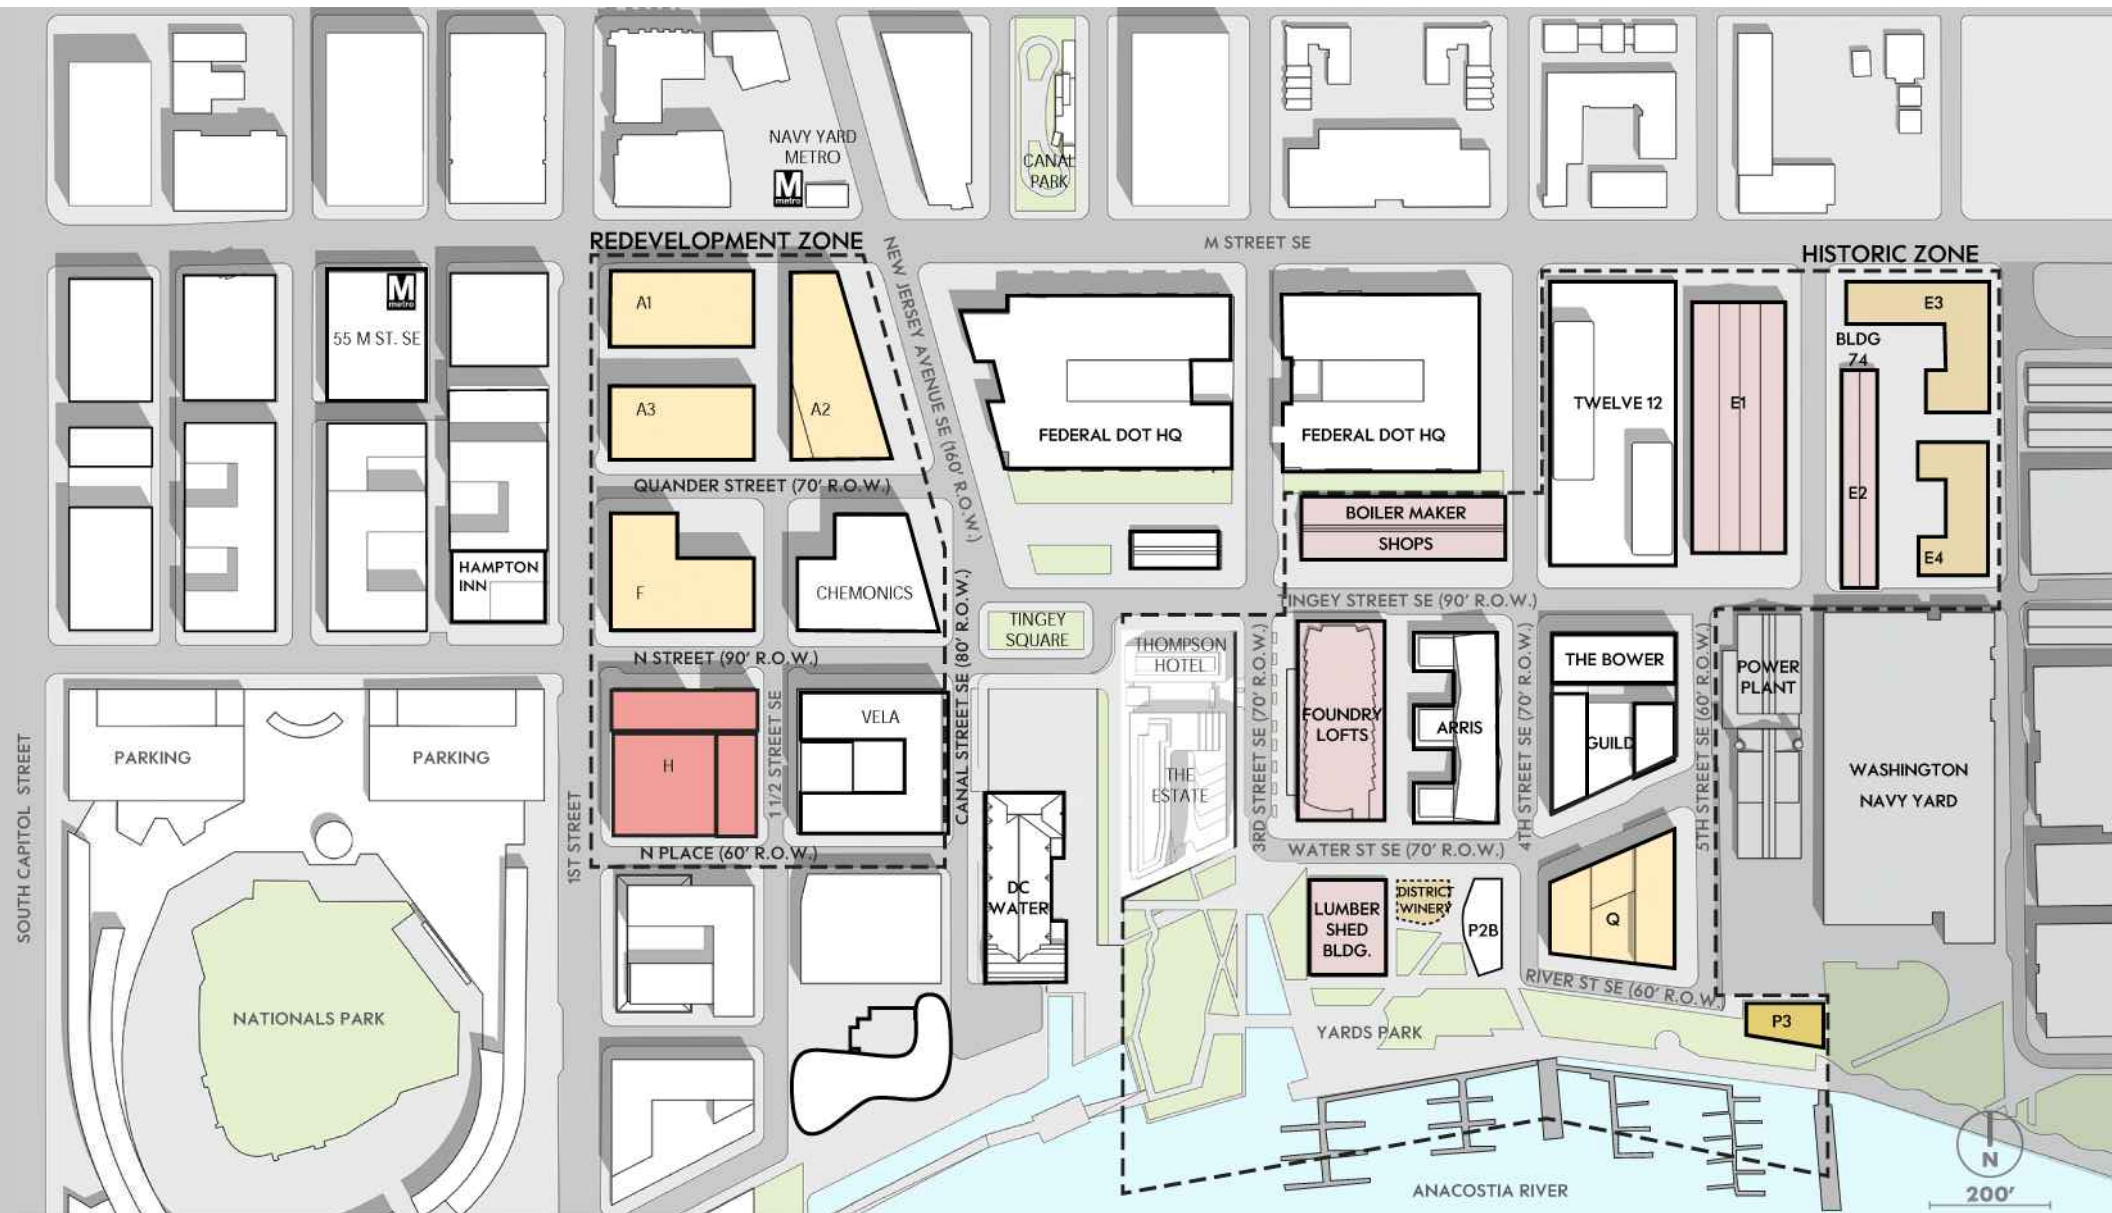 NAVY YARD
METRO
M
metro
CANAL
PARK
REDEVELOPMENT ZONE
M STREET SE
HISTORIC ZONE
NEW JERSEY AVENUE SE (160' R.O.W.)
M
metro
55 M ST. SE
A1
A3
A2
FEDERAL DOT HQ
FEDERAL DOT HQ
TWELVE 12
E1
BLDG
74
E2
E3
E4
QUANDER STREET (70' R.O.W.)
BOILER MAKER
SHOPS
HAMPTON
INN
F
CHEMONICS
TINGEY STREET SE (90' R.O.W.)
TINGEY
SQUARE
THOMPSON
HOTEL
N STREET (90' R.O.W.)
CANAL STREET SE (80' R.O.W.)
3RD STREET SE (70' R.O.W.)
4TH STREET SE (70' R.O.W.)
5TH STREET SE (60' R.O.W.)
THE BOWER
POWER
PLANT
H
1 1/2 STREET SE
VELA
THE
ESTATE
FOUNDRY
LOFTS
ARRIS
GUILD
WASHINGTON
NAVY YARD
PARKING
PARKING
SOUTH CAPITOL STREET
1ST STREET
N PLACE (60' R.O.W.)
WATER ST SE (70' R.O.W.)
DC
WATER
LUMBER
SHED
BLDG.
DISTRICT
WINERY
P2B
Q
RIVER ST SE (60' R.O.W.)
NATIONALS PARK
YARDS PARK
P3
ANACOSTIA RIVER
N
200'